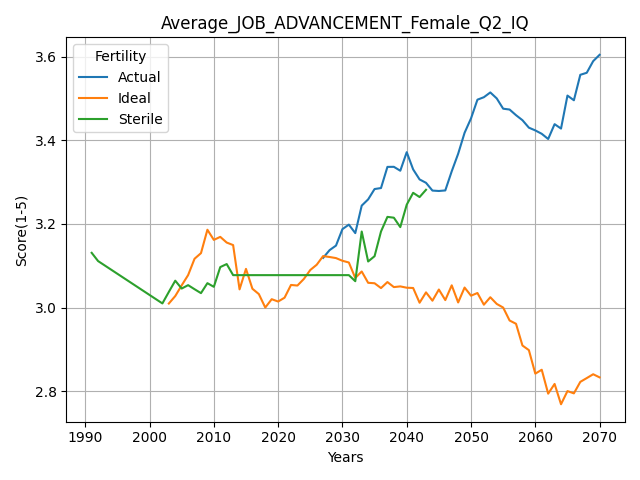 Average_JOB_ADVANCEMENT_Female_Q2_IQ
Fertility
Actual
Ideal
Sterile
Score(1-5)
3.6
3.4
3.2
3.0
2.8
1990 2000 2010 2020 2030 2040 2050 2060 2070
Years